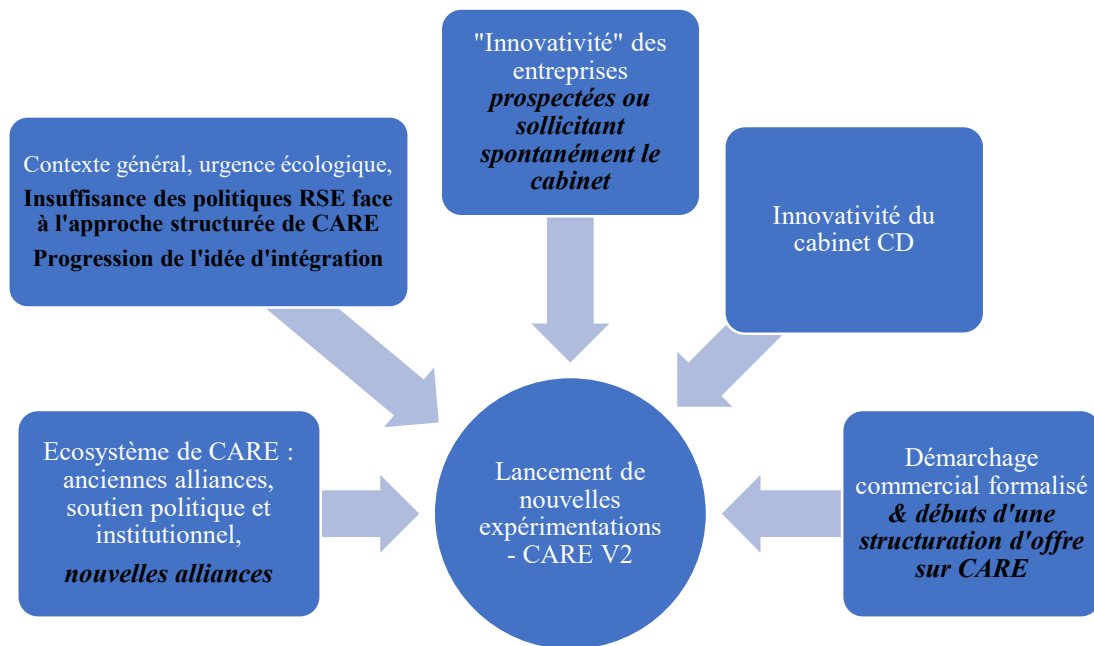 "Innovativité" des
entreprises
prospectées ou
sollicitant
spontanément le
cabinet
Contexte général, urgence écologique,
Insuffisance des politiques RSE face
à l'approche structurée de CARE
Progression de l'idée d'intégration
Innovativité du
cabinet CD
Ecosystème de CARE :
anciennes alliances,
soutien politique et
institutionnel,
nouvelles alliances
Lancement de
nouvelles
expérimentations
- CARE V2
Démarchage
commercial formalisé
& débuts d'une
structuration d'offre
sur CARE